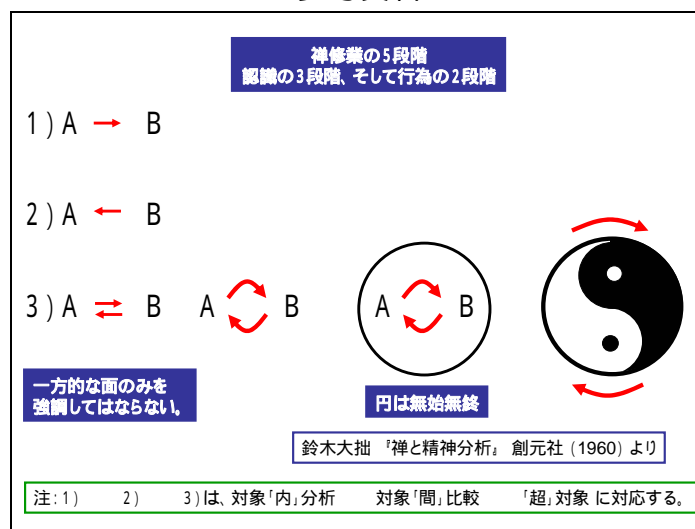 禅修業の5段階
認識の3段階、そして行為の2段階
1) A → B
2) A ← B
3) A ⇄ B A B
A B
一方的な面のみを
強調してはならない。
円は無始無終
鈴木大拙 『禅と精神分析』 創元社 (1960) より
注:1) 2) 3)は、対象「内」分析 対象「間」比較 「超」対象 に対応する。